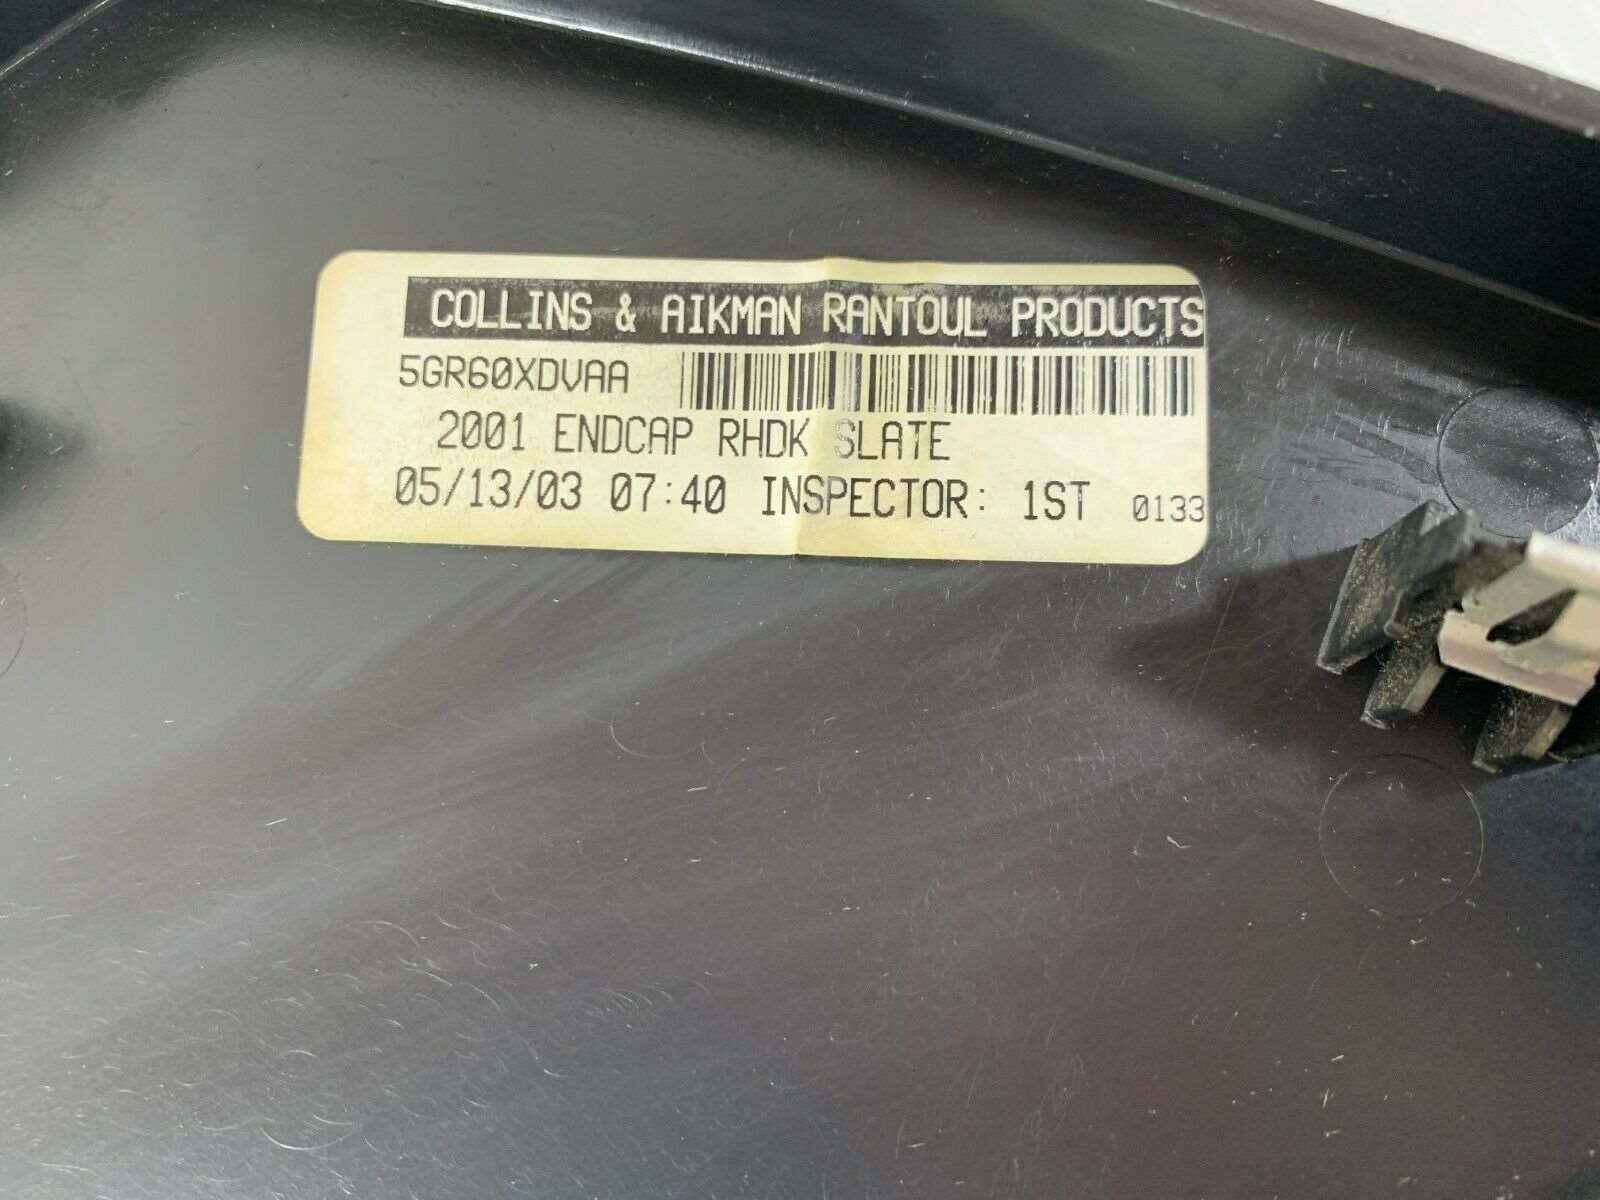 COLLINS & AIKMAN RANTOUL PRODUCTS
5GR60XDVAA
2001 ENDCAP RHDK SLATE
05/13/03 07:40 INSPECTOR: 1ST 0133